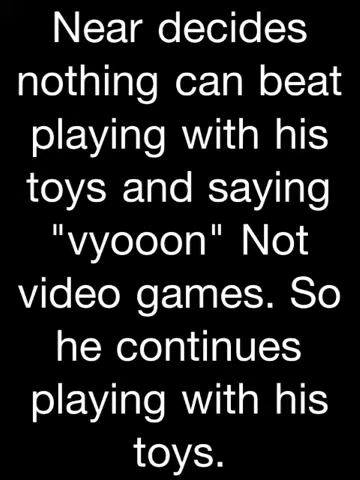 Near decides
nothing can beat
playing with his
toys and saying
"vyooon" Not
video games. So
he continues
playing with his
toys.